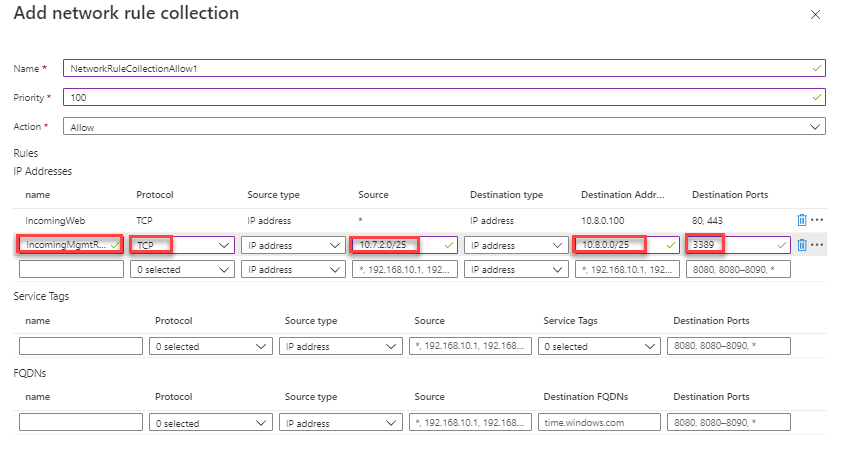 Add network rule collection
Name * NetworkRuleCollectionAllow1
Priority * 100
Action * Allow
Rules
IP Addresses
name Protocol Source type Source Destination type Destination Addr... Destination Ports
IncomingWeb TCP IP address * IP address 10.8.0.100 80, 443
IncomingMgmtR... TCP IP address 10.7.2.0/25 IP address 10.8.0.0/25 3389
0 selected IP address *, 192.168.10.1, 192... IP address *, 192.168.10.1, 192... 8080, 8080–8090, *
Service Tags
name Protocol Source type Source Service Tags Destination Ports
0 selected IP address *, 192.168.10.1, 192.168... 0 selected 8080, 8080–8090, *
FQDNs
name Protocol Source type Source Destination FQDNs Destination Ports
0 selected IP address *, 192.168.10.1, 192.168... time.windows.com 8080, 8080–8090, *